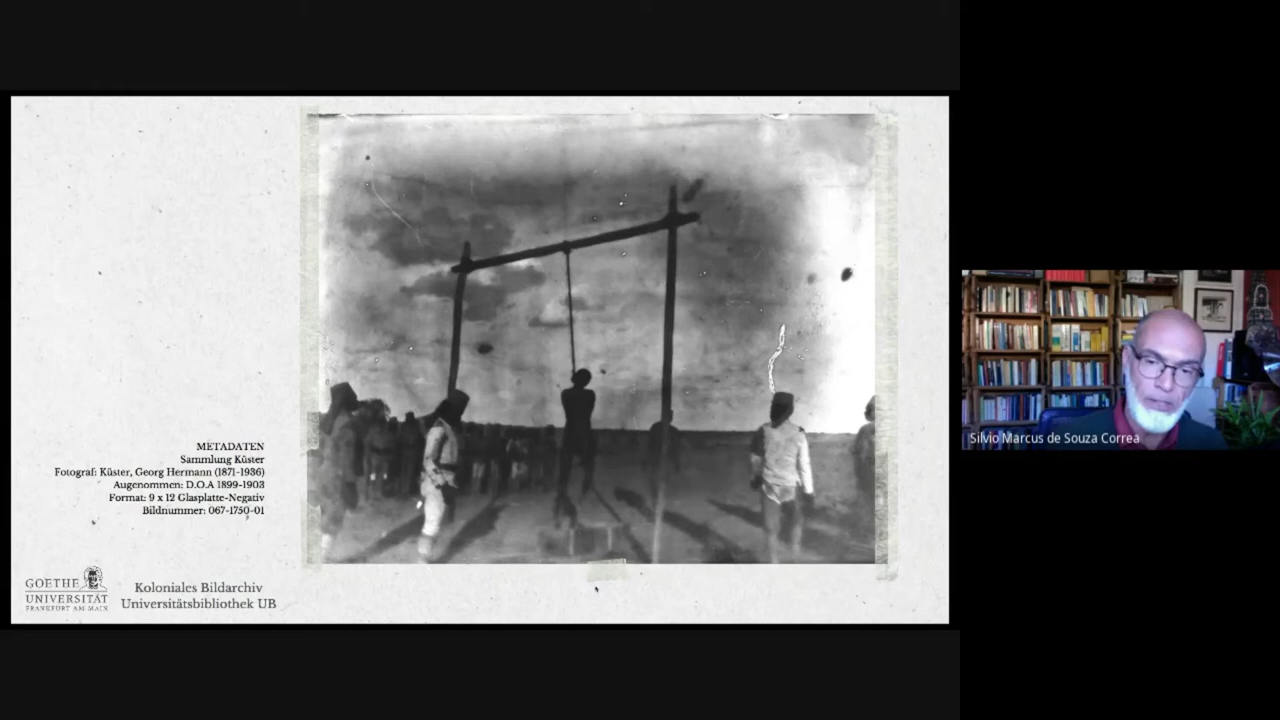 METADATEN
Sammlung Küster
Fotograf: Küster, Georg Hermann (1871-1936)
Augenommen: D.O.A 1899-1903
Format: 9 x 12 Glasplatte-Negativ
Bildnummer: 067-1750-01
GOETHE
UNIVERSITÄT
FRANKFURT AM MAIN
Koloniales Bildarchiv
Universitätsbibliothek UB
Silvio Marcus de Souza Correa